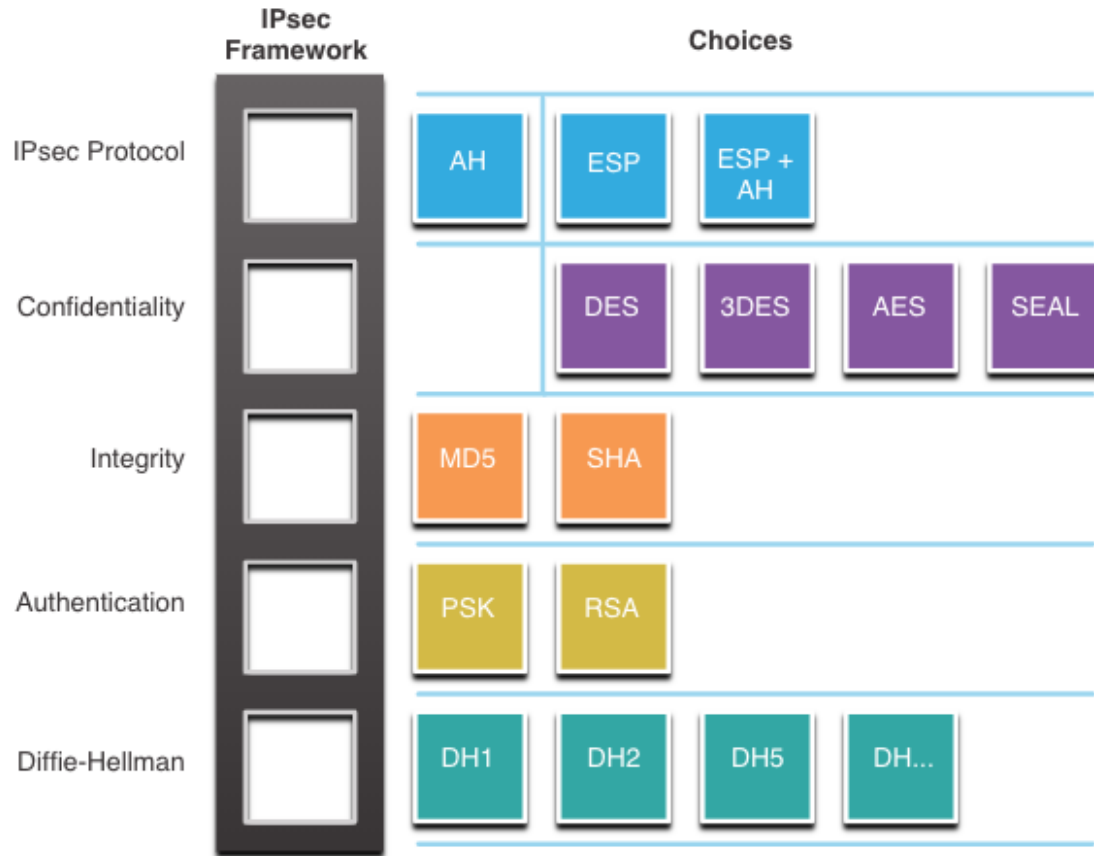 IPsec
Framework
Choices
IPsec Protocol
AH
ESP
ESP +
AH
Confidentiality
DES
3DES
AES
SEAL
Integrity
MD5
SHA
Authentication
PSK
RSA
Diffie-Hellman
DH1
DH2
DH5
DH...